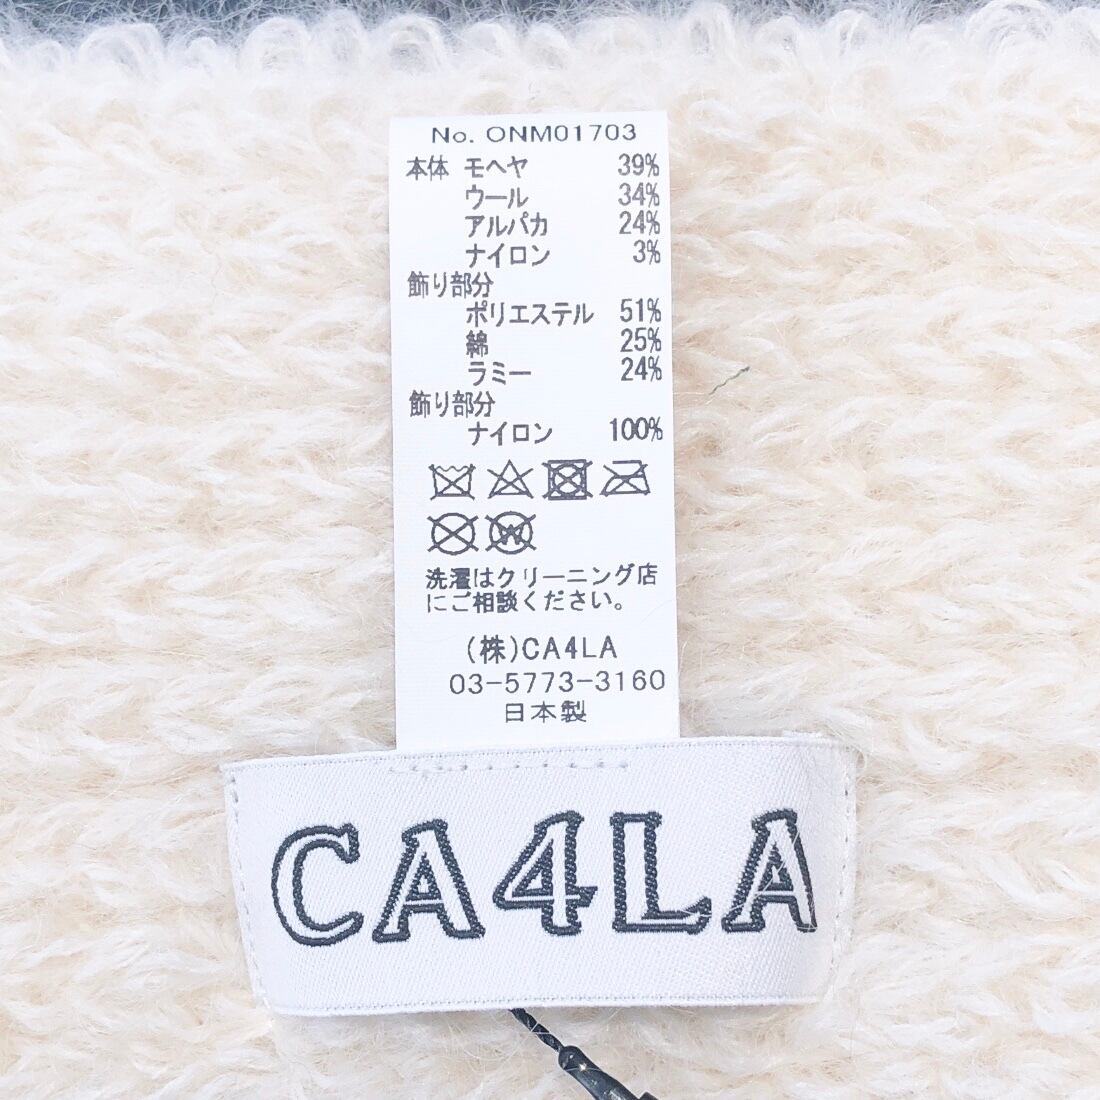 No. ONM01703
本体 モヘヤ 39%
ウール 34%
アルパカ 24%
ナイロン 3%
飾り部分
ポリエステル 51%
綿 25%
ラミー 24%
飾り部分
ナイロン 100%
W
洗濯はクリーニング店
にご相談ください。
(株)CA4LA
03-5773-3160
日本製
CA4LA